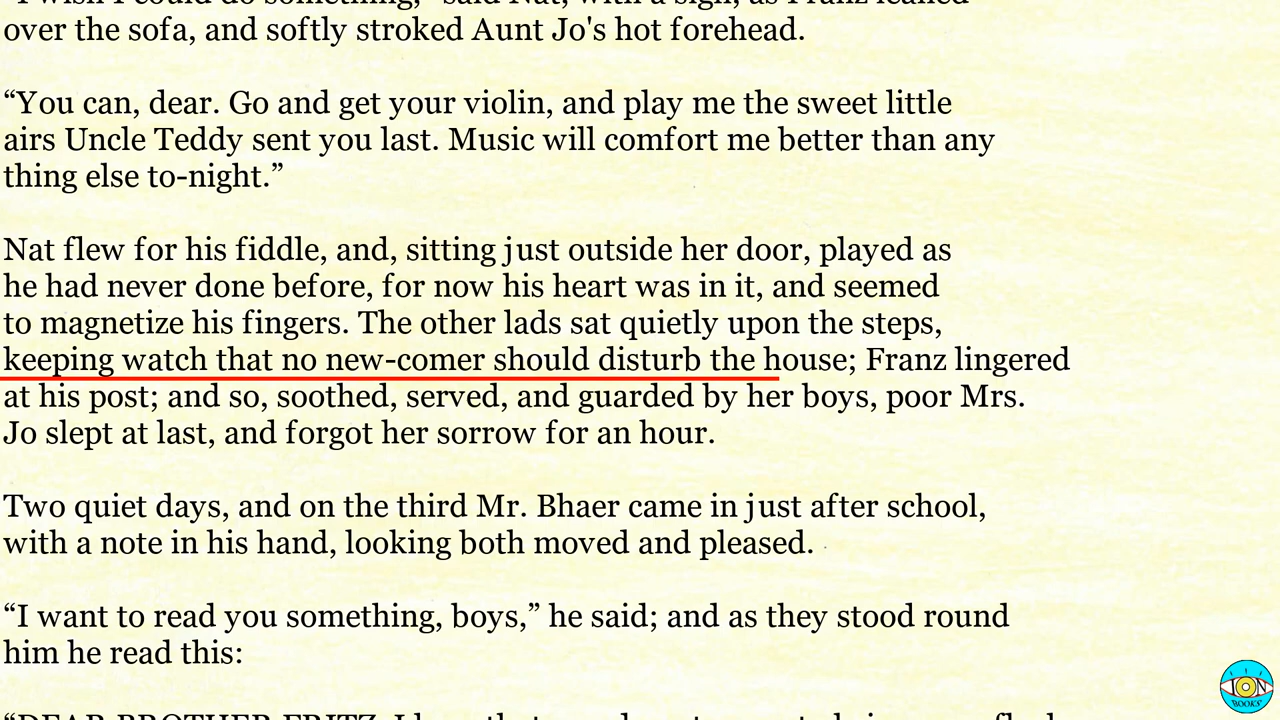 over the sofa, and softly stroked Aunt Jo's hot forehead.
“You can, dear. Go and get your violin, and play me the sweet little
airs Uncle Teddy sent you last. Music will comfort me better than any
thing else to-night.”
Nat flew for his fiddle, and, sitting just outside her door, played as
he had never done before, for now his heart was in it, and seemed
to magnetize his fingers. The other lads sat quietly upon the steps,
keeping watch that no new-comer should disturb the house; Franz lingered
at his post; and so, soothed, served, and guarded by her boys, poor Mrs.
Jo slept at last, and forgot her sorrow for an hour.
Two quiet days, and on the third Mr. Bhaer came in just after school,
with a note in his hand, looking both moved and pleased.
“I want to read you something, boys,” he said; and as they stood round
him he read this:
“DEAR BROTHER FRITZ
ION
BOOKS